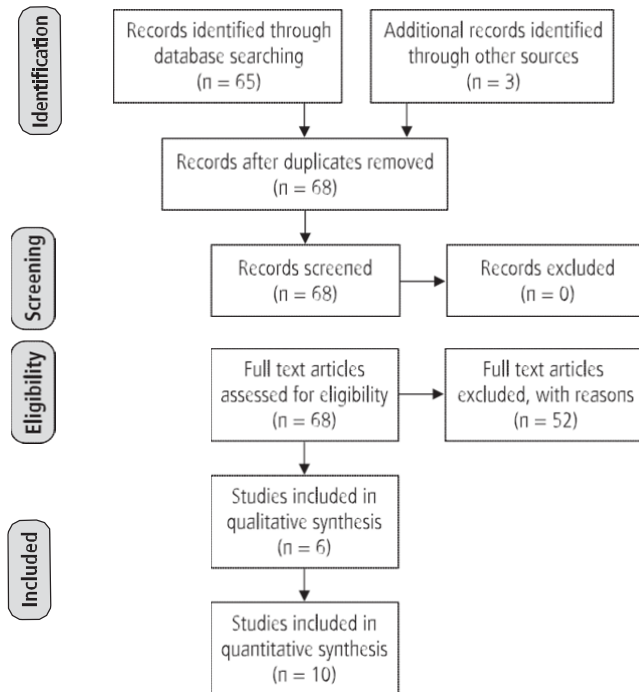 Identification
Records identified through
database searching
(n = 65)
Additional records identified
through other sources
(n = 3)
Records after duplicates removed
(n = 68)
Screening
Records screened
(n = 68)
Records excluded
(n = 0)
Eligibility
Full text articles
assessed for eligibility
(n = 68)
Full text articles
excluded, with reasons
(n = 52)
Included
Studies included in
qualitative synthesis
(n = 6)
Studies included in
quantitative synthesis
(n = 10)